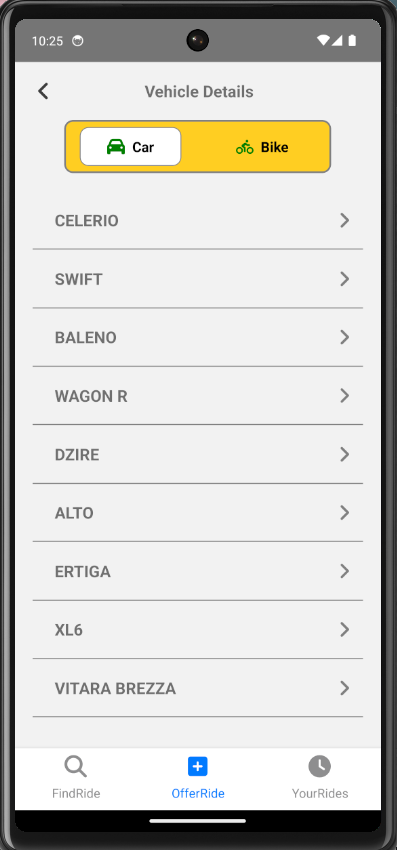 10:25
Vehicle Details
Car Bike
CELERIO
SWIFT
BALENO
WAGON R
DZIRE
ALTO
ERTIGA
XL6
VITARA BREZZA
FindRide OfferRide YourRides